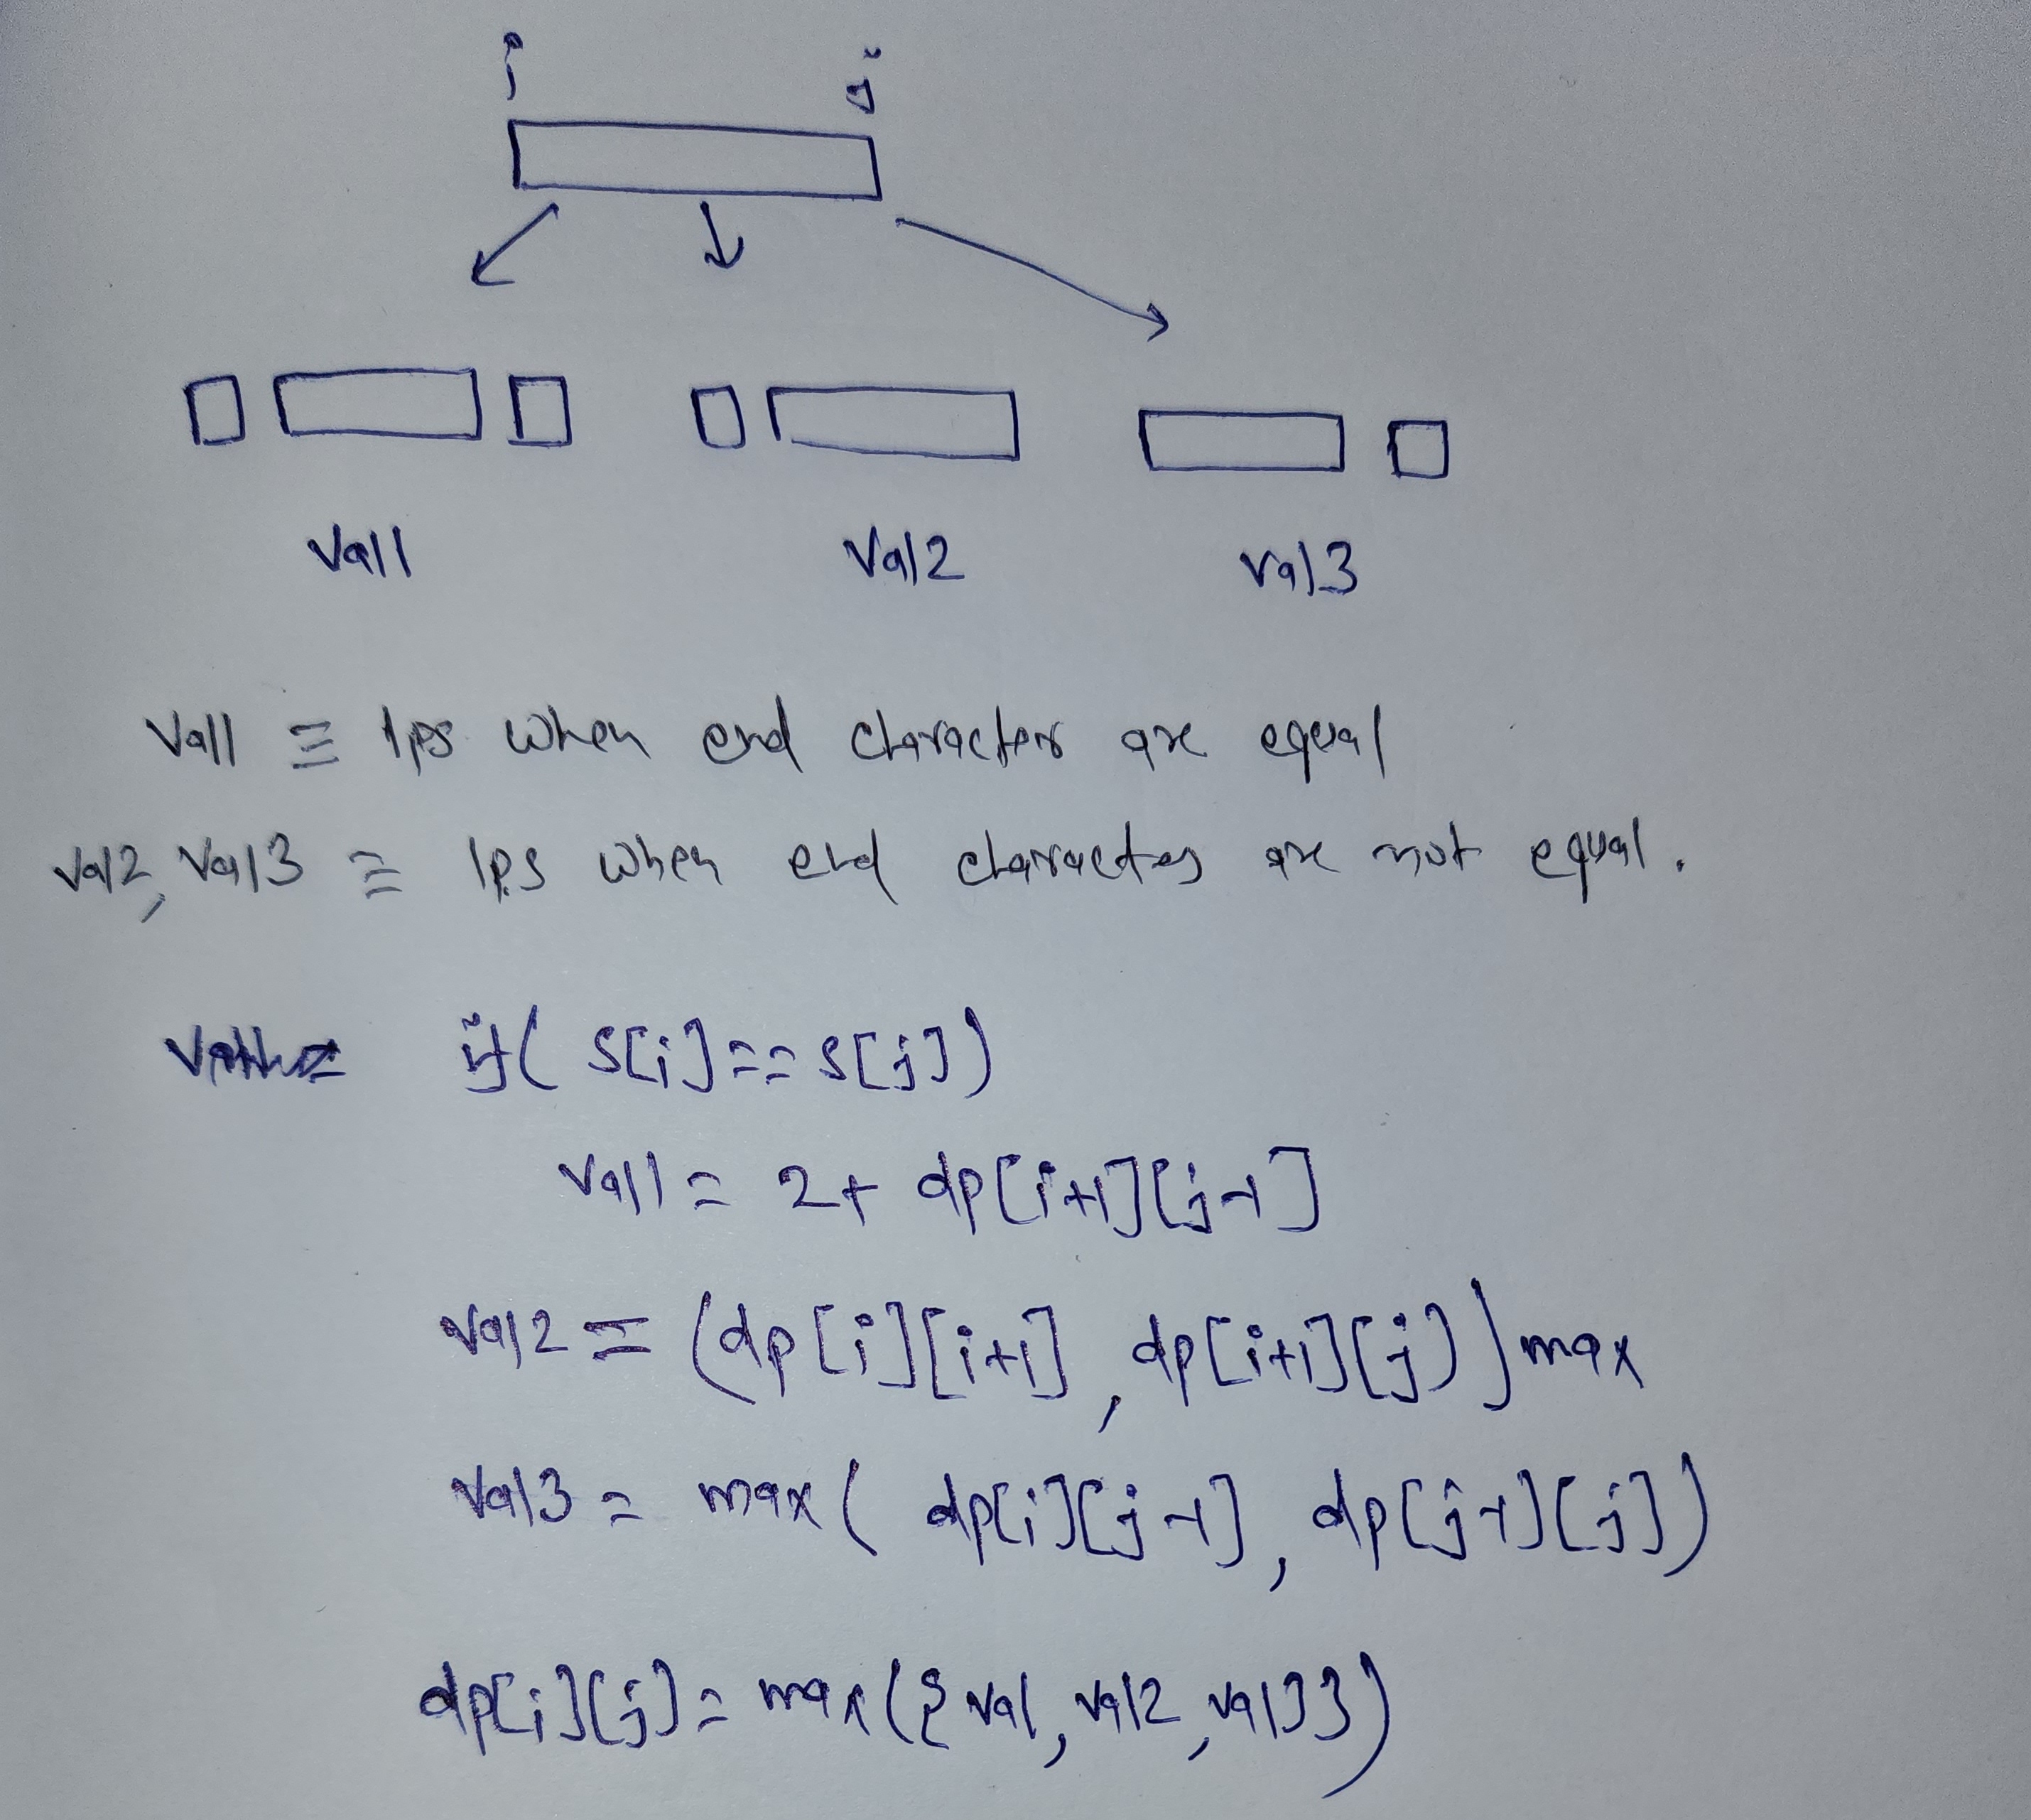 i j
val1 val2 val3
val1 ≡ lps when end character are equal
val2, val3 = lps when end characters are not equal.
if( s[i]==s[j])
val1 = 2+ dp[i+1][j-1]
val2 = (dp[i][i+1], dp[i+1][j]) max
val3 = max( dp[i][j-1], dp[j-1][j])
dp[i][j] = max({val, val2, val3})